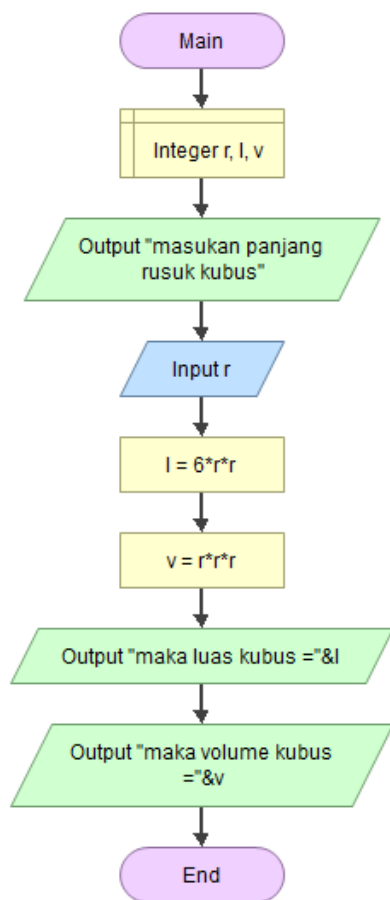 Main
Integer r, l, v
Output "masukan panjang
rusuk kubus"
Input r
l = 6*r*r
v = r*r*r
Output "maka luas kubus ="&l
Output "maka volume kubus
="&v
End